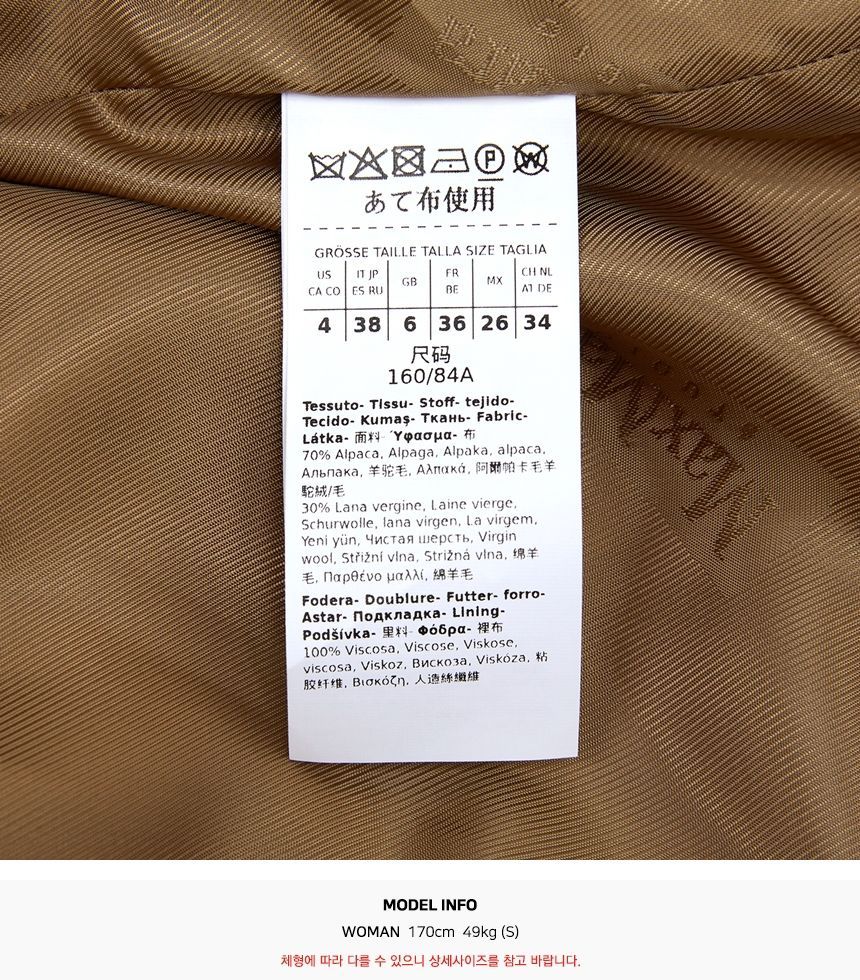 P W
あて布使用
GRÖSSE TAILLE TALLA SIZE TAGLIA
US CA CO IT JP ES RU GB FR BE MX CH NL AT DE
4 38 6 36 26 34
尺码
160/84A
Tessuto- Tissu- Stoff- tejido-
Tecido- Kumaş- Ткань- Fabric-
Látka- 面料- Ύφασμα- 布
70% Alpaca, Alpaga, Alpaka, alpaca,
Альпака, 羊驼毛, Αλπακά, 阿爾帕卡毛羊
駝絨/毛
30% Lana vergine, Laine vierge,
Schurwolle, lana virgen, La virgem,
Yeni yün, Чистая шерсть, Virgin
wool, Střižní vlna, Strižná vlna, 绵羊
毛, Παρθένο μαλλί, 綿羊毛
Fodera- Doublure- Futter- forro-
Astar- Подкладка- Lining-
Podšívka- 里料- Φόδρα- 裡布
100% Viscosa, Viscose, Viskose,
viscosa, Viskoz, Вискоза, Viskóza, 粘
胶纤维, Βισκόζη, 人造絲纖維
MaxMa
MODEL INFO
WOMAN 170cm 49kg (S)
체형에 따라 다를 수 있으니 상세사이즈를 참고 바랍니다.